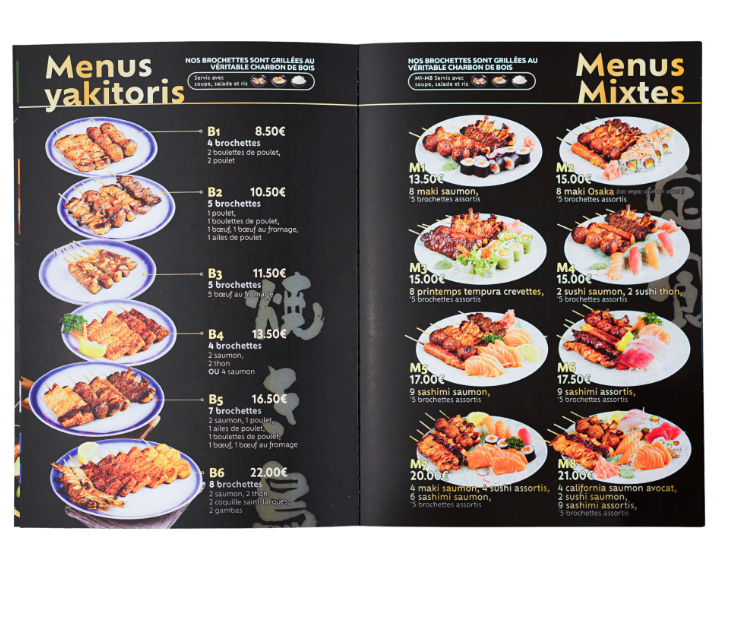 Menus
yakitoris
NOS BROCHETTES SONT GRILLÉES AU
VÉRITABLE CHARBON DE BOIS
Servis avec
soupe, salade et riz
B1 8.50€
4 brochettes
2 boulettes de poulet,
2 poulet
B2 10.50€
5 brochettes
1 poulet,
1 boulettes de poulet,
1 bœuf, 1 bœuf au fromage,
1 ailes de poulet
B3 11.50€
5 brochettes
5 bœuf au fromage
B4 13.50€
4 brochettes
2 saumon,
2 thon
OU 4 saumon
B5 16.50€
7 brochettes
2 saumon, 1 poulet,
1 ailes de poulet,
1 boulettes de poulet,
1 bœuf, 1 bœuf au fromage
B6 22.00€
8 brochettes
2 saumon, 2 thon,
2 coquille saint-jacques,
2 gambas
NOS BROCHETTES SONT GRILLÉES AU
VÉRITABLE CHARBON DE BOIS
M1-M8 Servis avec
soupe, salade et riz
Menus
Mixtes
M1
13.50€
8 maki saumon,
*5 brochettes assortis
M2
15.00€
8 maki Osaka
*5 brochettes assortis
M3
15.00€
8 printemps tempura crevettes,
*5 brochettes assortis
M4
15.00€
2 sushi saumon, 2 sushi thon,
*5 brochettes assortis
M5
17.00€
9 sashimi saumon,
*5 brochettes assortis
M6
17.50€
9 sashimi assortis,
*5 brochettes assortis
M7
20.00€
4 maki saumon, 4 sushi assortis,
6 sashimi saumon,
*5 brochettes assortis
M8
21.00€
4 california saumon avocat,
2 sushi saumon,
9 sashimi assortis,
*5 brochettes assortis